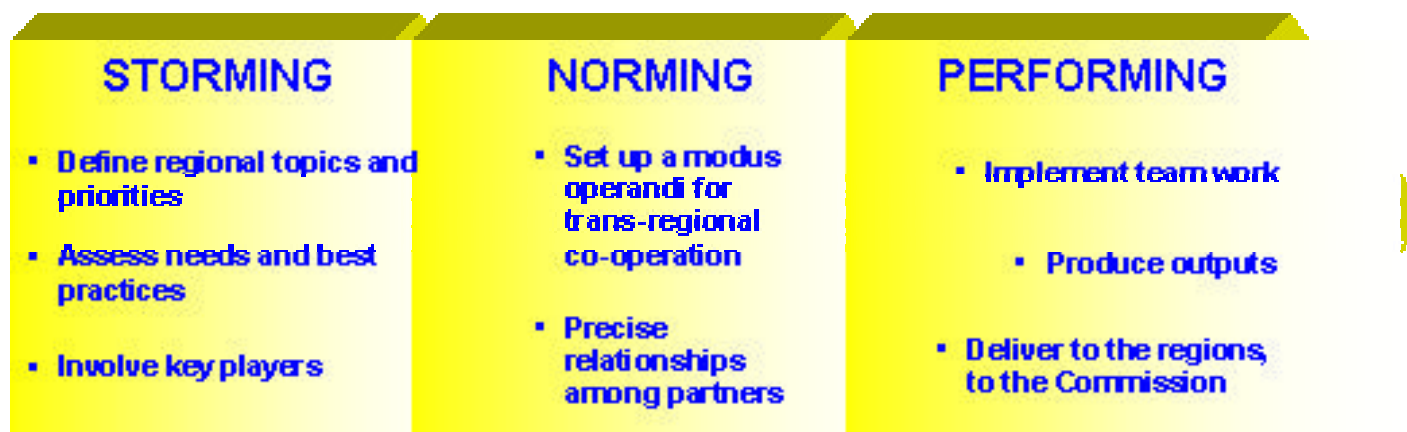 STORMING
▪ Define regional topics and
priorities
▪ Assess needs and best
practices
▪ Involve key players
NORMING
▪ Set up a modus
operandi for
trans-regional
co-operation
▪ Precise
relationships
among partners
PERFORMING
▪ Implement team work
▪ Produce outputs
▪ Deliver to the regions,
to the Commission